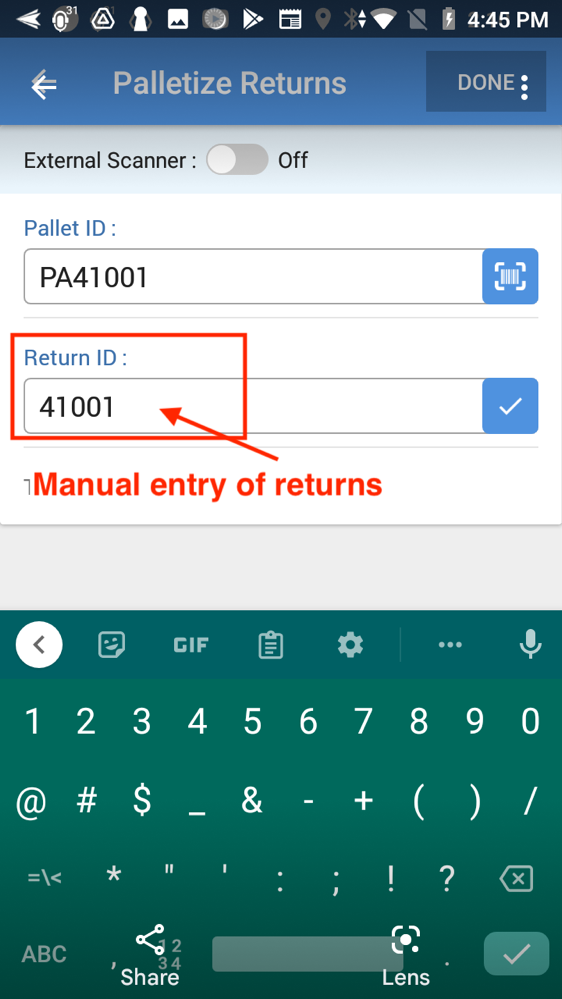 31
4:45 PM
Palletize Returns
DONE
External Scanner : Off
Pallet ID :
PA41001
Return ID :
41001
Manual entry of returns
GIF
1 2 3 4 5 6 7 8 9 0
@ # $ _ & - + ( ) /
=\< * " ' : ; ! ?
ABC , 1 2 3 4 .
Share Lens